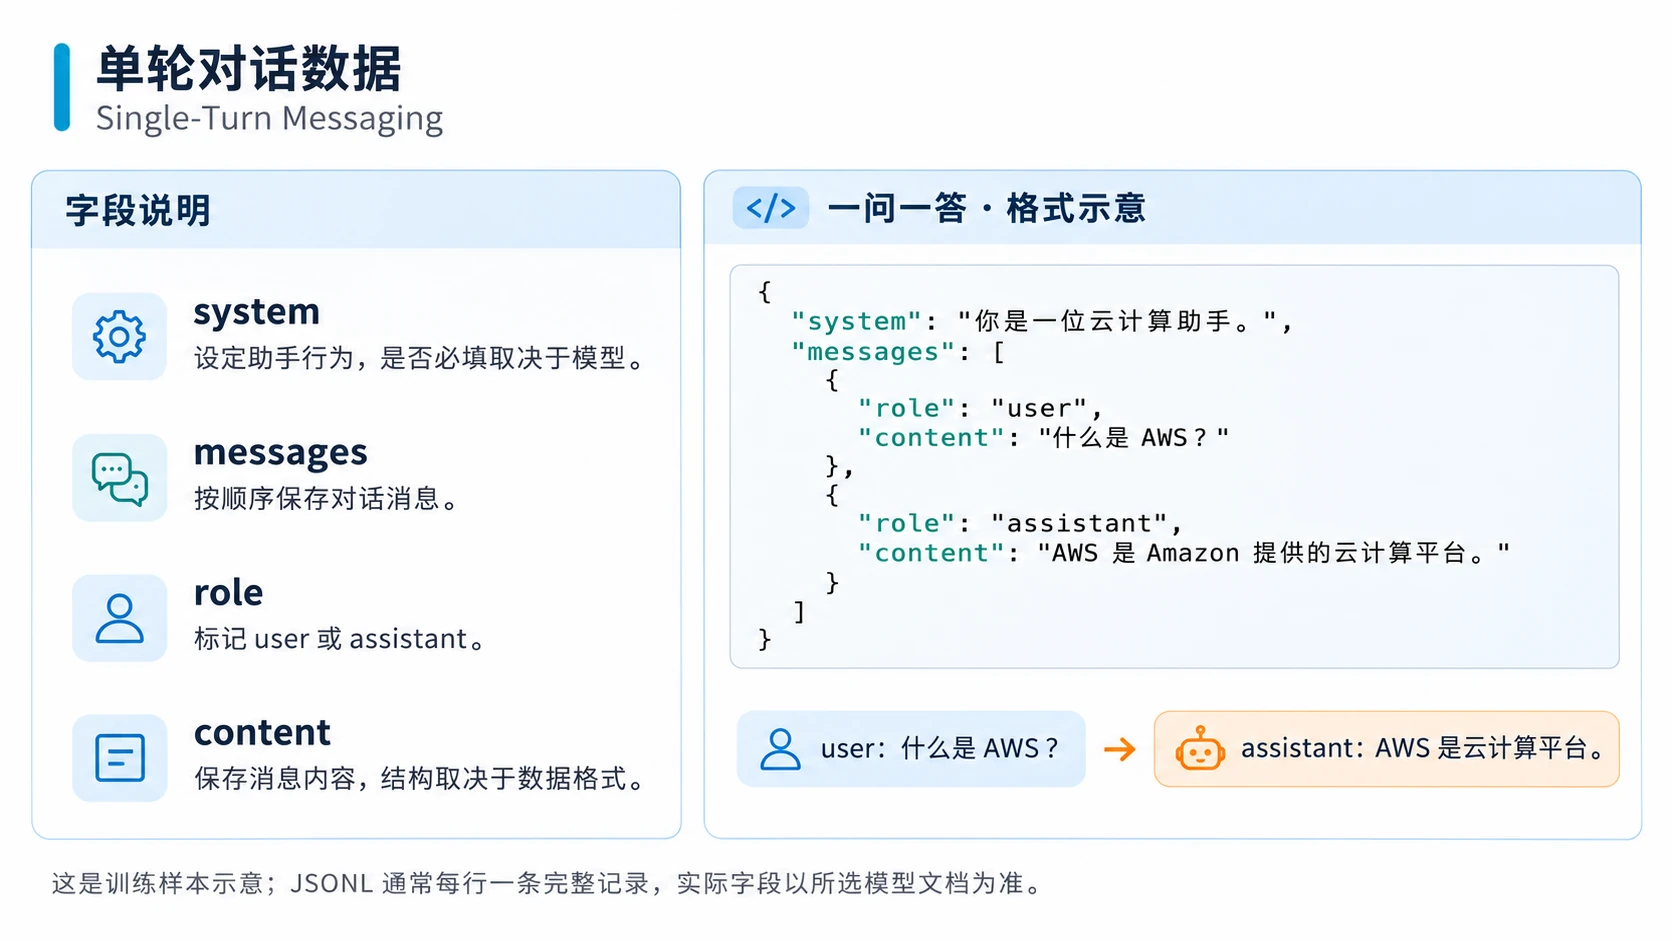 单轮对话数据
Single-Turn Messaging
字段说明
system
设定助手行为，是否必填取决于模型。
messages
按顺序保存对话消息。
role
标记 user 或 assistant。
content
保存消息内容，结构取决于数据格式。
</> 一问一答 · 格式示意
{
  "system": "你是一位云计算助手。",
  "messages": [
    {
      "role": "user",
      "content": "什么是 AWS？"
    },
    {
      "role": "assistant",
      "content": "AWS 是 Amazon 提供的云计算平台。"
    }
  ]
}
user：什么是 AWS？
assistant：AWS 是云计算平台。
这是训练样本示意；JSONL 通常每行一条完整记录，实际字段以所选模型文档为准。